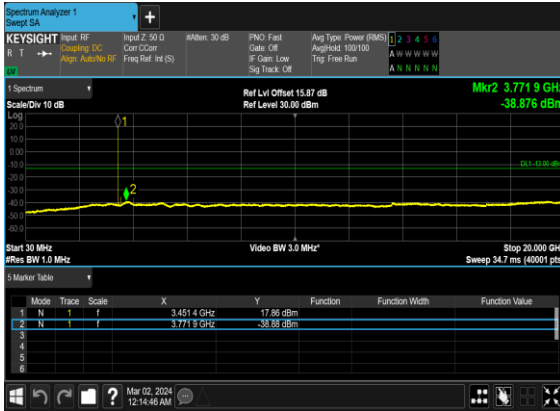 Spectrum Analyzer 1
Swept SA
+
KEYSIGHT Input: RF Input Z: 50 Ω #Atten: 30 dB PNO: Fast Avg Type: Power (RMS) 1 2 3 4 5 6
R T Coupling: DC Corr CCorr Gate: Off Avg|Hold: 100/100 A W W W W W
Align: Auto/No RF Freq Ref: Int (S) IF Gain: Low Trig: Free Run
Sig Track: Off A N N N N N
LXI
1 Spectrum Ref Lvl Offset 15.87 dB Mkr2 3.771 9 GHz
Scale/Div 10 dB Ref Level 30.00 dBm -38.876 dBm
Log
20.0
10.0
0.00
-10.0
-20.0
-30.0
-40.0
-50.0
-60.0
1
2
DL1 -13.00 dBm
Start 30 MHz Video BW 3.0 MHz* Stop 20.000 GH
#Res BW 1.0 MHz Sweep 34.7 ms (40001 pts
5 Marker Table
Mode Trace Scale X Y Function Function Width Function Value
1 N 1 f 3.451 4 GHz 17.86 dBm
2 N 1 f 3.771 9 GHz -38.88 dBm
3
4
5
6
? Mar 02, 2024
12:14:46 AM